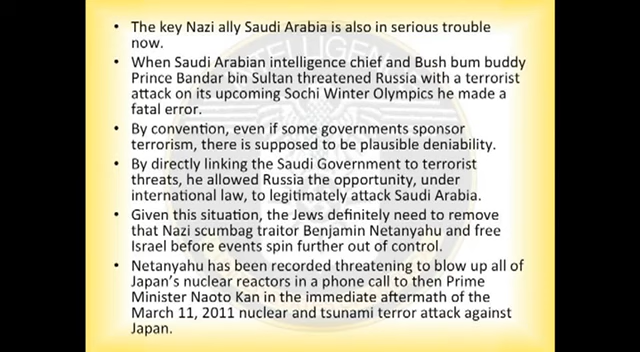 • The key Nazi ally Saudi Arabia is also in serious trouble
now.
• When Saudi Arabian intelligence chief and Bush bum buddy
Prince Bandar bin Sultan threatened Russia with a terrorist
attack on its upcoming Sochi Winter Olympics he made a
fatal error.
• By convention, even if some governments sponsor
terrorism, there is supposed to be plausible deniability.
• By directly linking the Saudi Government to terrorist
threats, he allowed Russia the opportunity, under
international law, to legitimately attack Saudi Arabia.
• Given this situation, the Jews definitely need to remove
that Nazi scumbag traitor Benjamin Netanyahu and free
Israel before events spin further out of control.
• Netanyahu has been recorded threatening to blow up all of
Japan's nuclear reactors in a phone call to then Prime
Minister Naoto Kan in the immediate aftermath of the
March 11, 2011 nuclear and tsunami terror attack against
Japan.